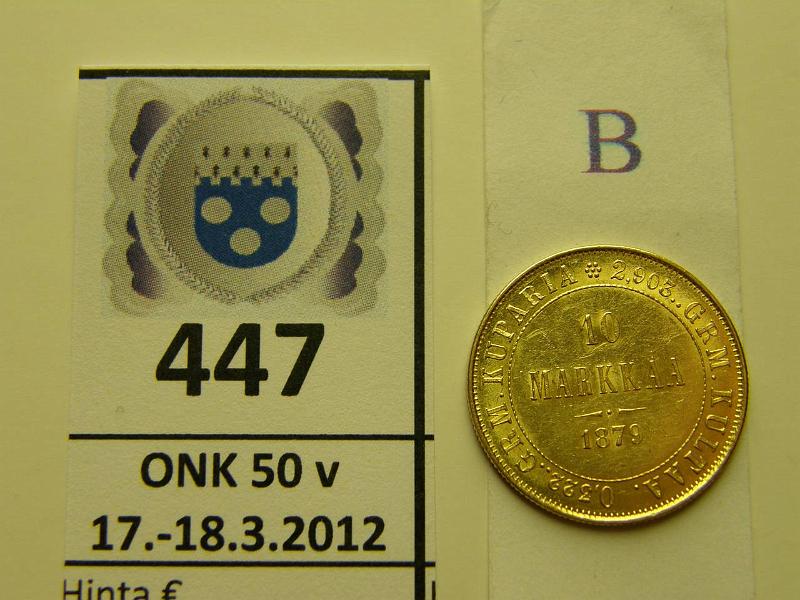 447
ONK 50 v
17.-18.3.2012
Hinta €
B
2,903..GRM. KULTAA.
0,322..GRM. KUPARIA
10
MARKKAA
1879